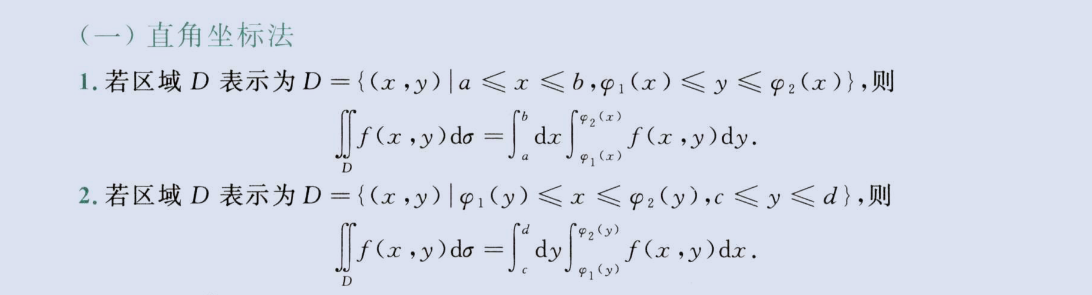 （一）直角坐标法
1. 若区域 D 表示为 D={(x,y)|a≤x≤b,φ₁(x)≤y≤φ₂(x)},则
∬_D f(x,y)dσ=∫_a^b dx∫_{φ₁(x)}^{φ₂(x)} f(x,y)dy.
2. 若区域 D 表示为 D={(x,y)|φ₁(y)≤x≤φ₂(y),c≤y≤d},则
∬_D f(x,y)dσ=∫_c^d dy∫_{φ₁(y)}^{φ₂(y)} f(x,y)dx.